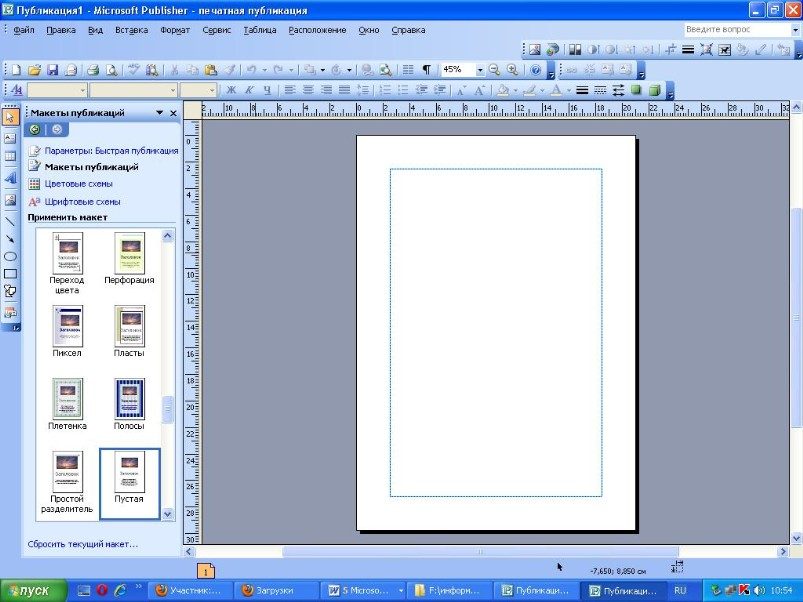 Публикация1 - Microsoft Publisher - печатная публикация
Файл Правка Вид Вставка Формат Сервис Таблица Расположение Окно Справка
Введите вопрос
45%
Ж К Ч
Макеты публикаций
Параметры: Быстрая публикация
Макеты публикаций
Цветовые схемы
Шрифтовые схемы
Применить макет
Переход цвета
Перфорация
Пиксел
Пласты
Плетенка
Полосы
Простой разделитель
Пустая
Сбросить текущий макет...
1
-7,650; 8,850 см
пуск
Участник:...
Загрузки
5 Microso...
F:\информ...
Публикаци...
Публикаци...
RU
10:54